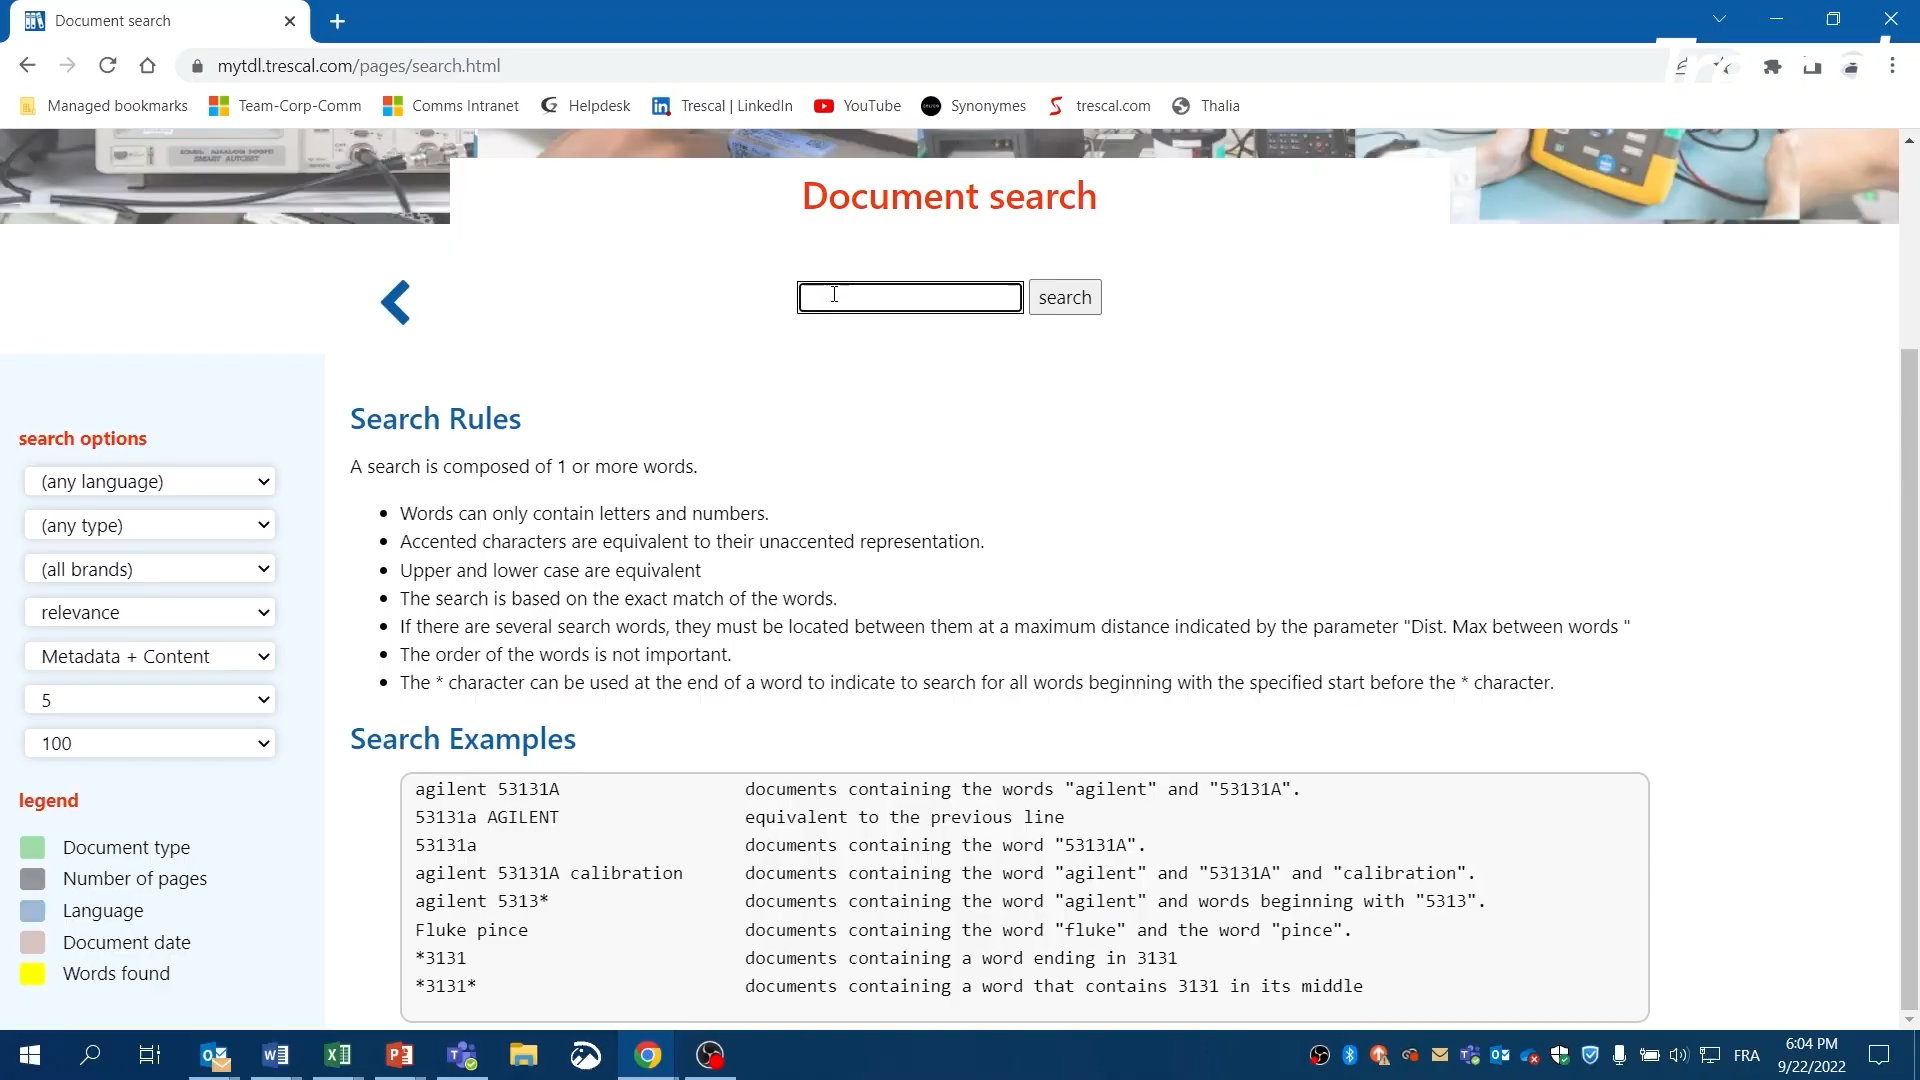 Document search
mytdl.trescal.com/pages/search.html
Managed bookmarks Team-Corp-Comm Comms Intranet Helpdesk Trescal | LinkedIn YouTube Synonymes trescal.com Thalia
SMART AUTOSET
Document search
search
search options
(any language)
(any type)
(all brands)
relevance
Metadata + Content
5
100
legend
Document type
Number of pages
Language
Document date
Words found
Search Rules
A search is composed of 1 or more words.
Words can only contain letters and numbers.
Accented characters are equivalent to their unaccented representation.
Upper and lower case are equivalent
The search is based on the exact match of the words.
If there are several search words, they must be located between them at a maximum distance indicated by the parameter "Dist. Max between words "
The order of the words is not important.
The * character can be used at the end of a word to indicate to search for all words beginning with the specified start before the * character.
Search Examples
agilent 53131A documents containing the words "agilent" and "53131A".
53131a AGILENT equivalent to the previous line
53131a documents containing the word "53131A".
agilent 53131A calibration documents containing the word "agilent" and "53131A" and "calibration".
agilent 5313* documents containing the word "agilent" and words beginning with "5313".
Fluke pince documents containing the word "fluke" and the word "pince".
*3131 documents containing a word ending in 3131
*3131* documents containing a word that contains 3131 in its middle
FRA
6:04 PM
9/22/2022